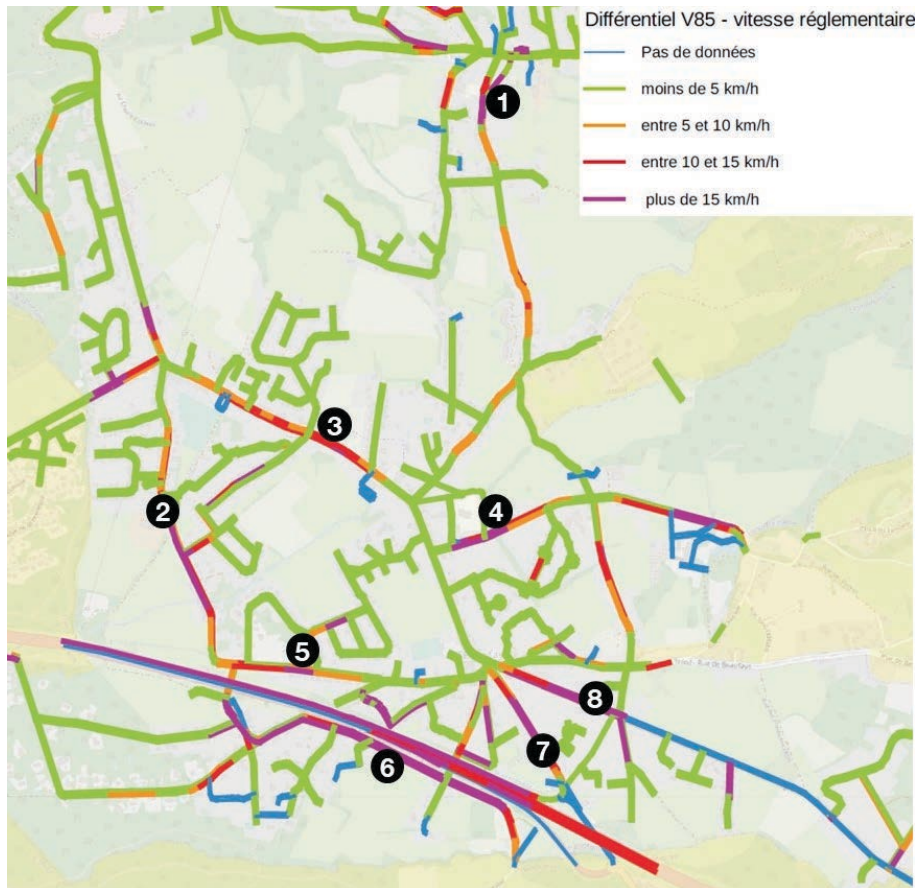 Différentiel V85 - vitesse réglementaire
Pas de données
moins de 5 km/h
entre 5 et 10 km/h
entre 10 et 15 km/h
plus de 15 km/h
1
3
2
4
5
8
7
6